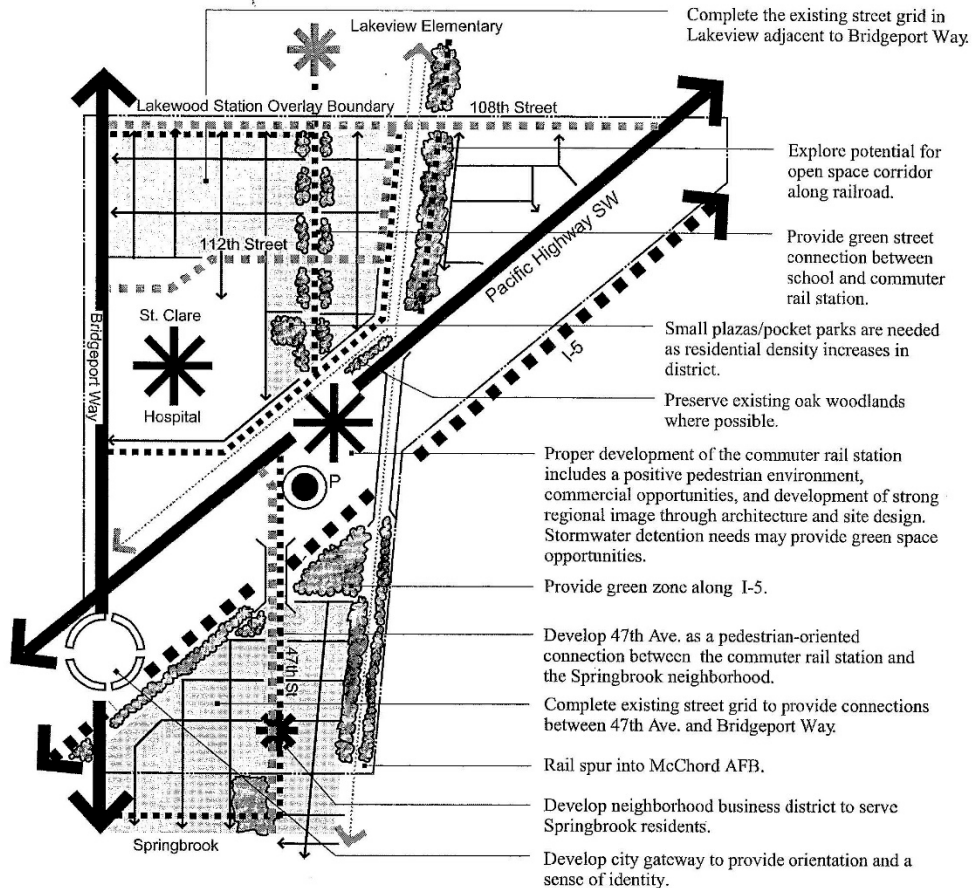 Lakeview Elementary
Complete the existing street grid in
Lakeview adjacent to Bridgeport Way.
Lakewood Station Overlay Boundary
108th Street
Explore potential for
open space corridor
along railroad.
Pacific Highway SW
112th Street
Provide green street
connection between
school and commuter
rail station.
St. Clare
Hospital
Bridgeport Way
I-5
Small plazas/pocket parks are needed
as residential density increases in
district.
Preserve existing oak woodlands
where possible.
P
Proper development of the commuter rail station
includes a positive pedestrian environment,
commercial opportunities, and development of strong
regional image through architecture and site design.
Stormwater detention needs may provide green space
opportunities.
Provide green zone along I-5.
47th St
Develop 47th Ave. as a pedestrian-oriented
connection between the commuter rail station and
the Springbrook neighborhood.
Complete existing street grid to provide connections
between 47th Ave. and Bridgeport Way.
Rail spur into McChord AFB.
Develop neighborhood business district to serve
Springbrook residents.
Springbrook
Develop city gateway to provide orientation and a
sense of identity.